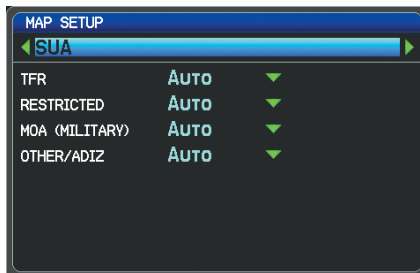 MAP SETUP
SUA
TFR AUTO
RESTRICTED AUTO
MOA (MILITARY) AUTO
OTHER/ADIZ AUTO